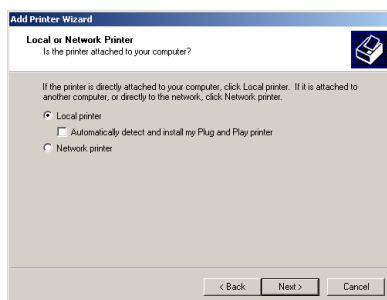 Add Printer Wizard
Local or Network Printer
Is the printer attached to your computer?
If the printer is directly attached to your computer, click Local printer. If it is attached to
another computer, or directly to the network, click Network printer.
Local printer
Automatically detect and install my Plug and Play printer
Network printer
< Back
Next >
Cancel